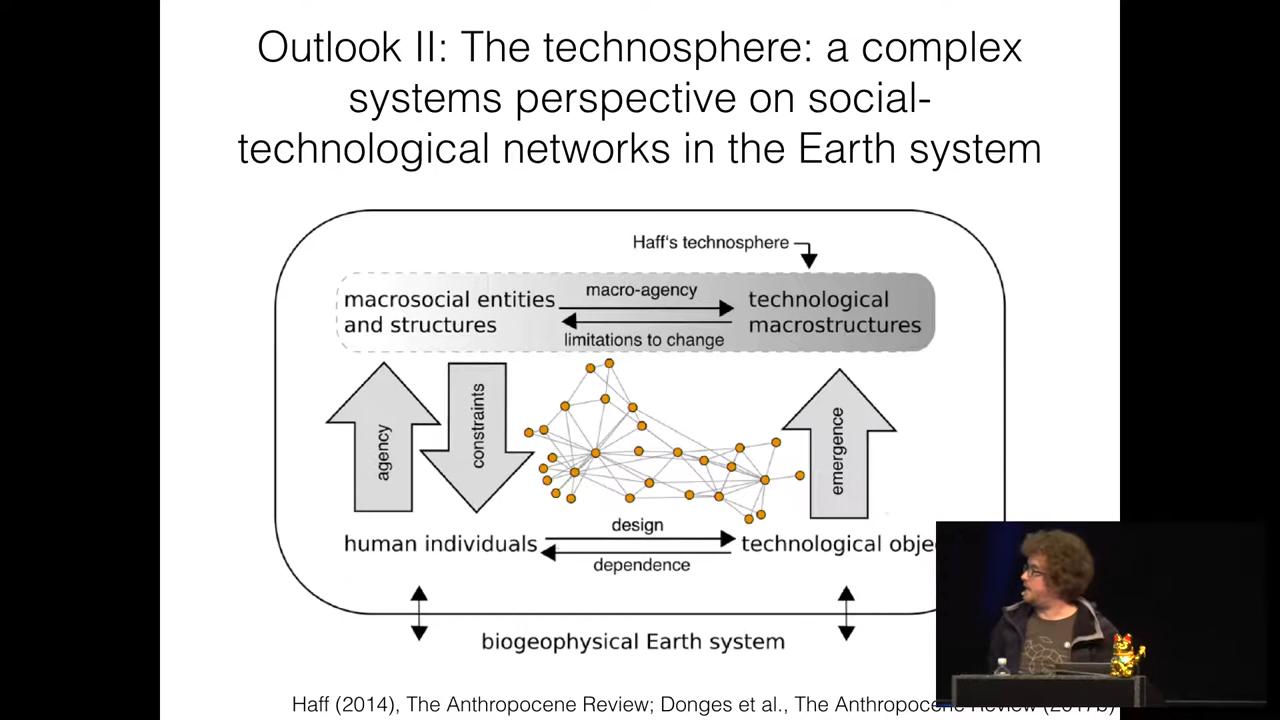 Outlook II: The technosphere: a complex
systems perspective on social-
technological networks in the Earth system
Haff's technosphere
macrosocial entities
and structures
macro-agency
limitations to change
technological
macrostructures
agency
constraints
emergence
human individuals
design
dependence
technological
biogeophysical Earth system
Haff (2014), The Anthropocene Review; Donges et al., The Anthropocene Review (2017b)